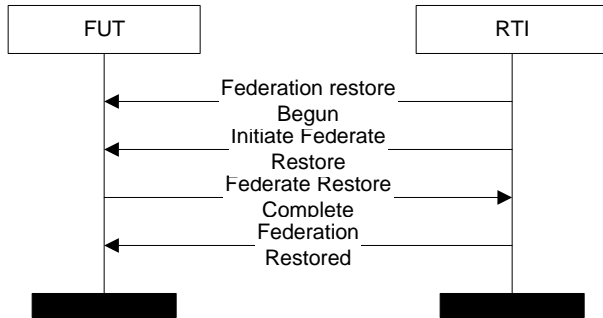 FUT
RTI
Federation restore
Begun
Initiate Federate
Restore
Federate Restore
Complete
Federation
Restored